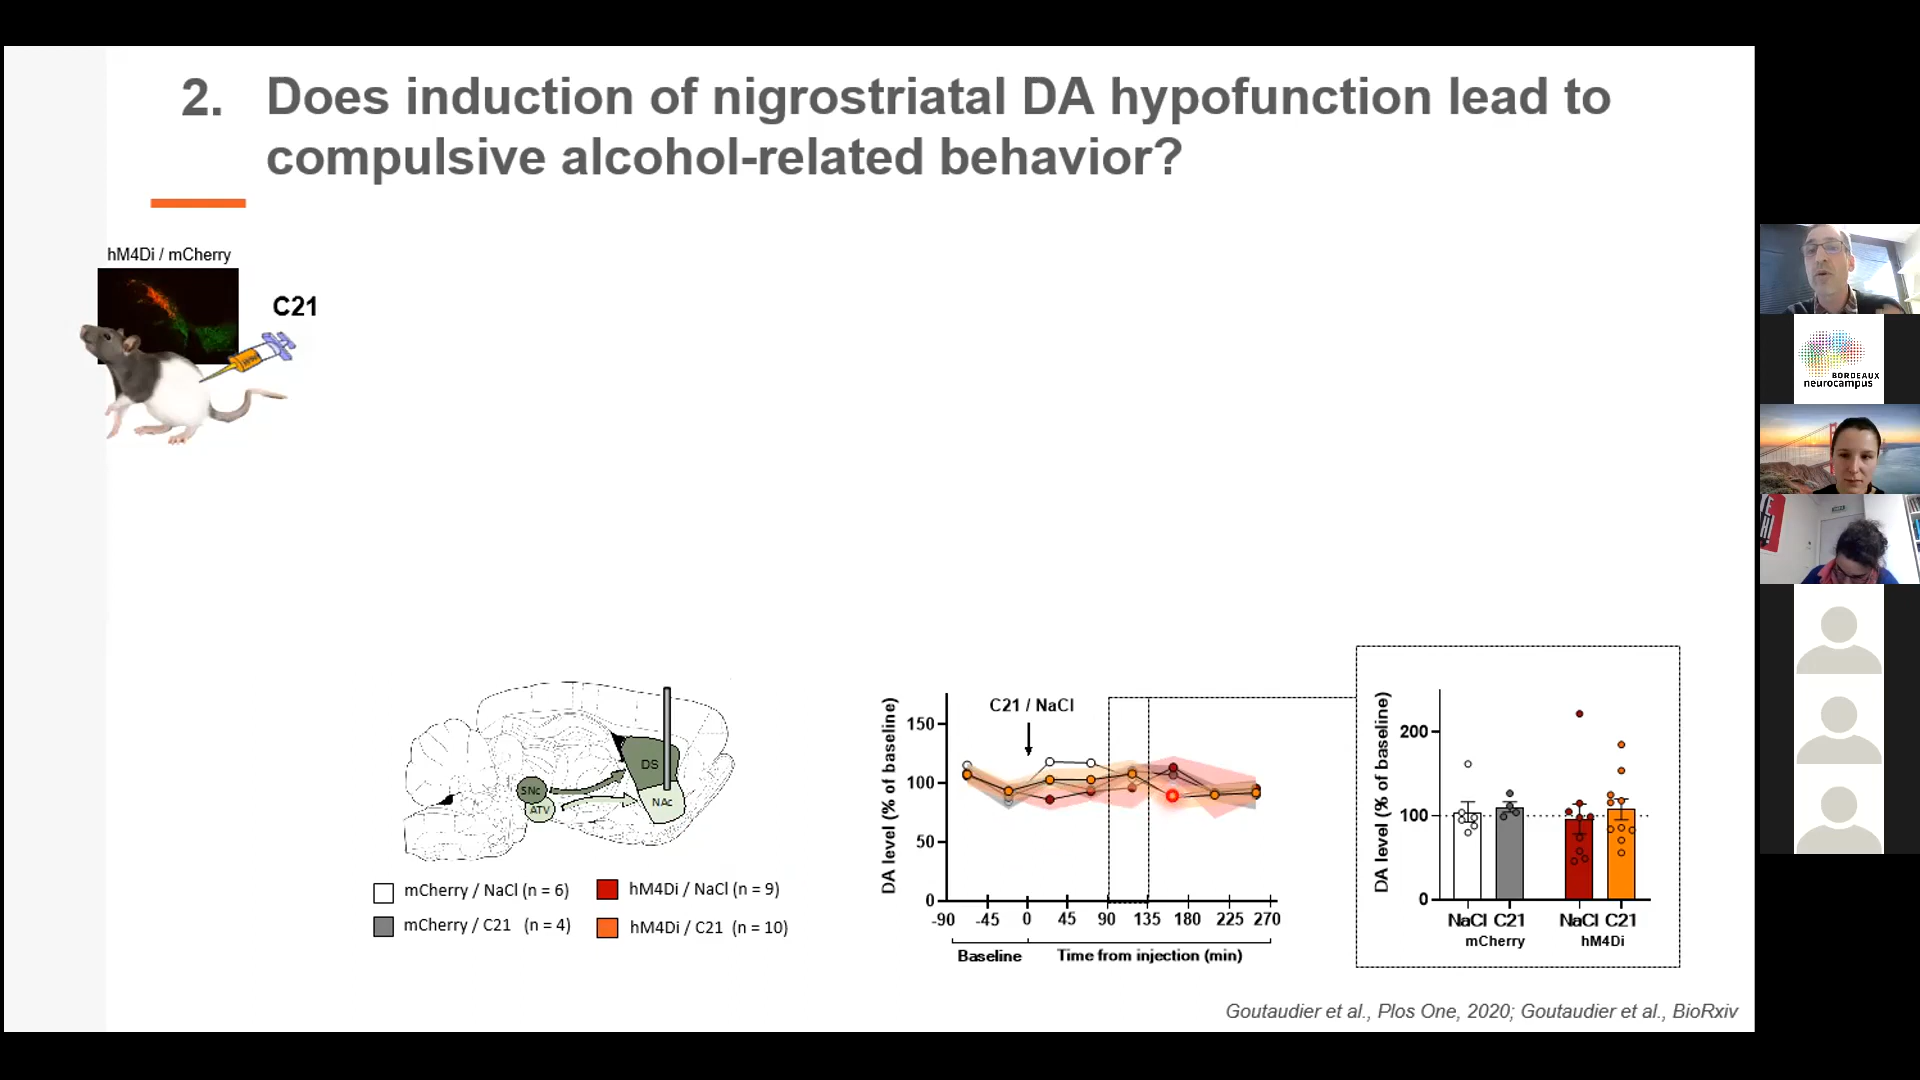 2. Does induction of nigrostriatal DA hypofunction lead to
compulsive alcohol-related behavior?
hM4Di / mCherry
C21
BORDEAUX
neurocampus
DS
SNc
ATV
NAc
mCherry / NaCl (n = 6)
hM4Di / NaCl (n = 9)
mCherry / C21 (n = 4)
hM4Di / C21 (n = 10)
DA level (% of baseline)
C21 / NaCl
150
100
50
0
-90 -45 0 45 90 135 180 225 270
Baseline
Time from injection (min)
DA level (% of baseline)
200
100
0
NaCl C21 NaCl C21
mCherry hM4Di
Goutaudier et al., Plos One, 2020; Goutaudier et al., BioRxiv